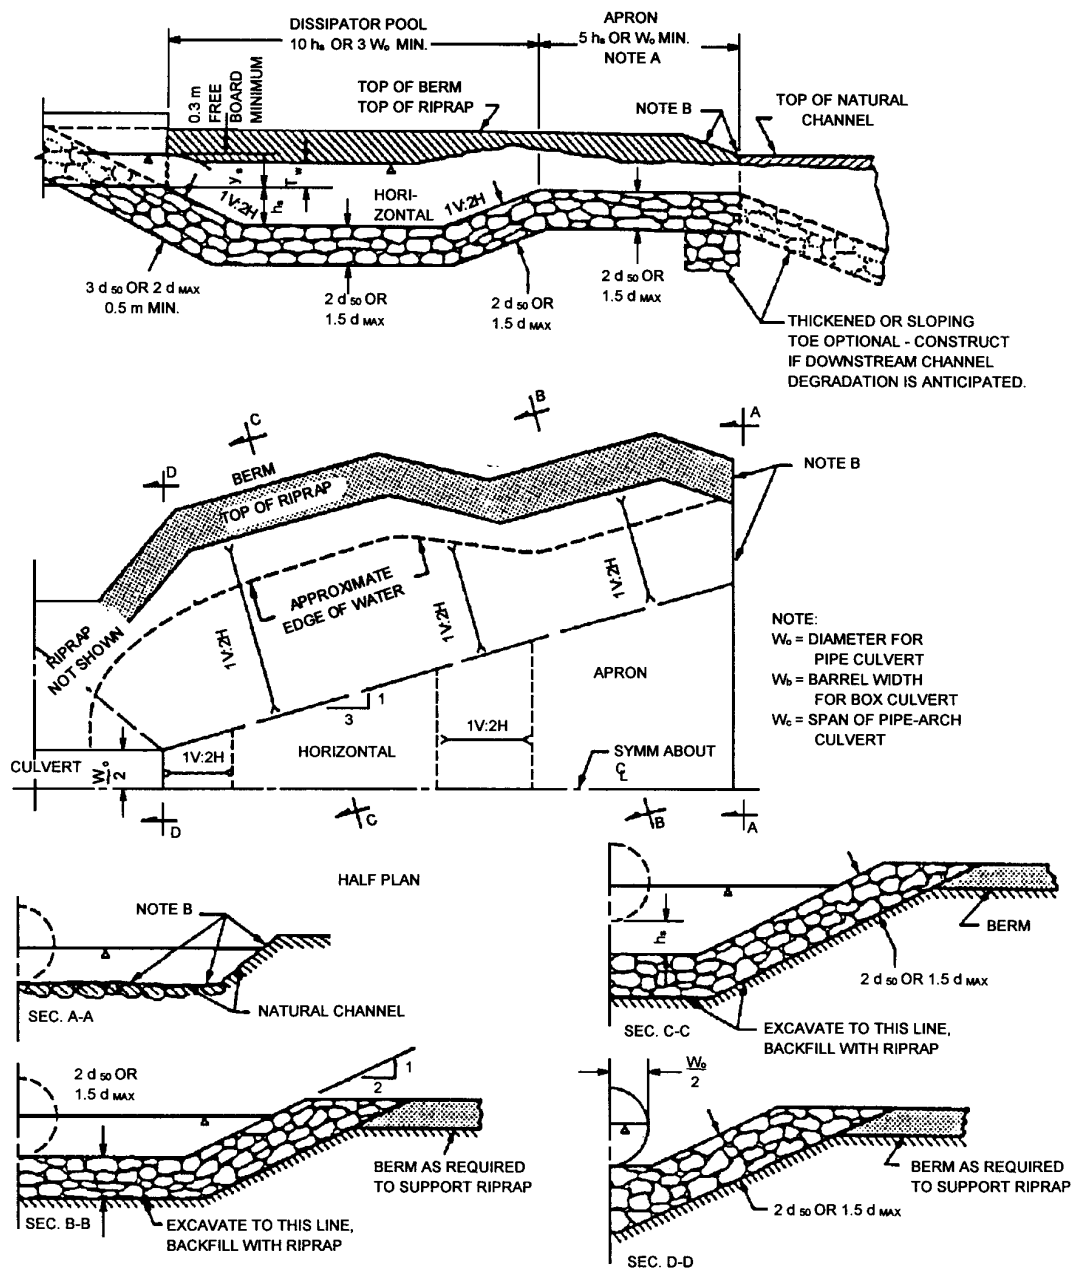 DISSIPATOR POOL
10 hs OR 3 Wo MIN.
APRON
5 hs OR Wo MIN.
NOTE A
0.3 m
FREE
BOARD
MINIMUM
TOP OF BERM
TOP OF RIPRAP
NOTE B
TOP OF NATURAL
CHANNEL
ys
Tw
hs
1V:2H
HORI-
ZONTAL
1V:2H
3 d50 OR 2 dMAX
0.5 m MIN.
2 d50 OR
1.5 dMAX
2 d50 OR
1.5 dMAX
2 d50 OR
1.5 dMAX
THICKENED OR SLOPING
TOE OPTIONAL - CONSTRUCT
IF DOWNSTREAM CHANNEL
DEGRADATION IS ANTICIPATED.
D
C
B
A
BERM
TOP OF RIPRAP
NOTE B
APPROXIMATE
EDGE OF WATER
1V:2H
1V:2H
1V:2H
RIPRAP
NOT SHOWN
APRON
3
1
CULVERT
Wo
2
1V:2H
HORIZONTAL
1V:2H
SYMM ABOUT
CL
D
C
B
A
NOTE:
Wo = DIAMETER FOR
PIPE CULVERT
Wb = BARREL WIDTH
FOR BOX CULVERT
Wc = SPAN OF PIPE-ARCH
CULVERT
HALF PLAN
NOTE B
NATURAL CHANNEL
SEC. A-A
hs
BERM
2 d50 OR 1.5 dMAX
SEC. C-C
EXCAVATE TO THIS LINE,
BACKFILL WITH RIPRAP
2 d50 OR
1.5 dMAX
2
1
BERM AS REQUIRED
TO SUPPORT RIPRAP
SEC. B-B
EXCAVATE TO THIS LINE,
BACKFILL WITH RIPRAP
Wo
2
BERM AS REQUIRED
TO SUPPORT RIPRAP
2 d50 OR 1.5 dMAX
SEC. D-D